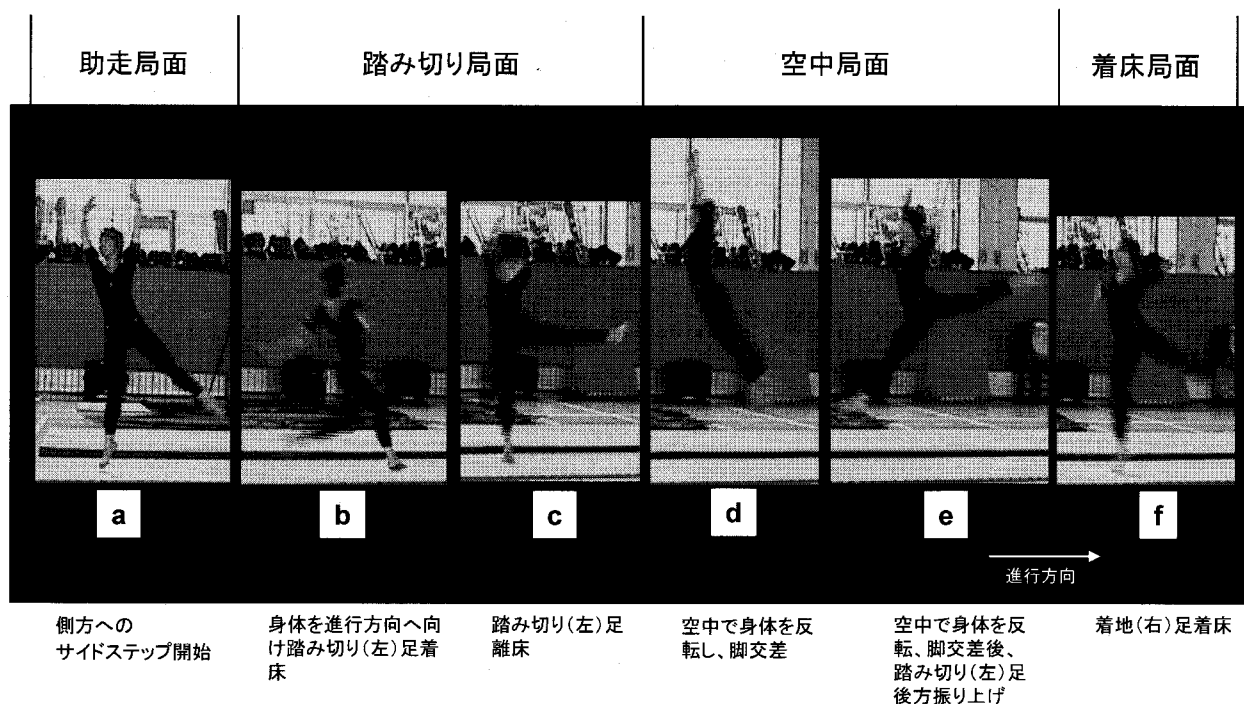 助走局面
踏み切り局面
空中局面
着床局面
a
b
c
d
e
f
進行方向
側方への
サイドステップ開始
身体を進行方向へ向
け踏み切り(左)足着
床
踏み切り(左)足
離床
空中で身体を反
転し、脚交差
空中で身体を反
転、脚交差後、
踏み切り(左)足
後方振り上げ
着地(右)足着床